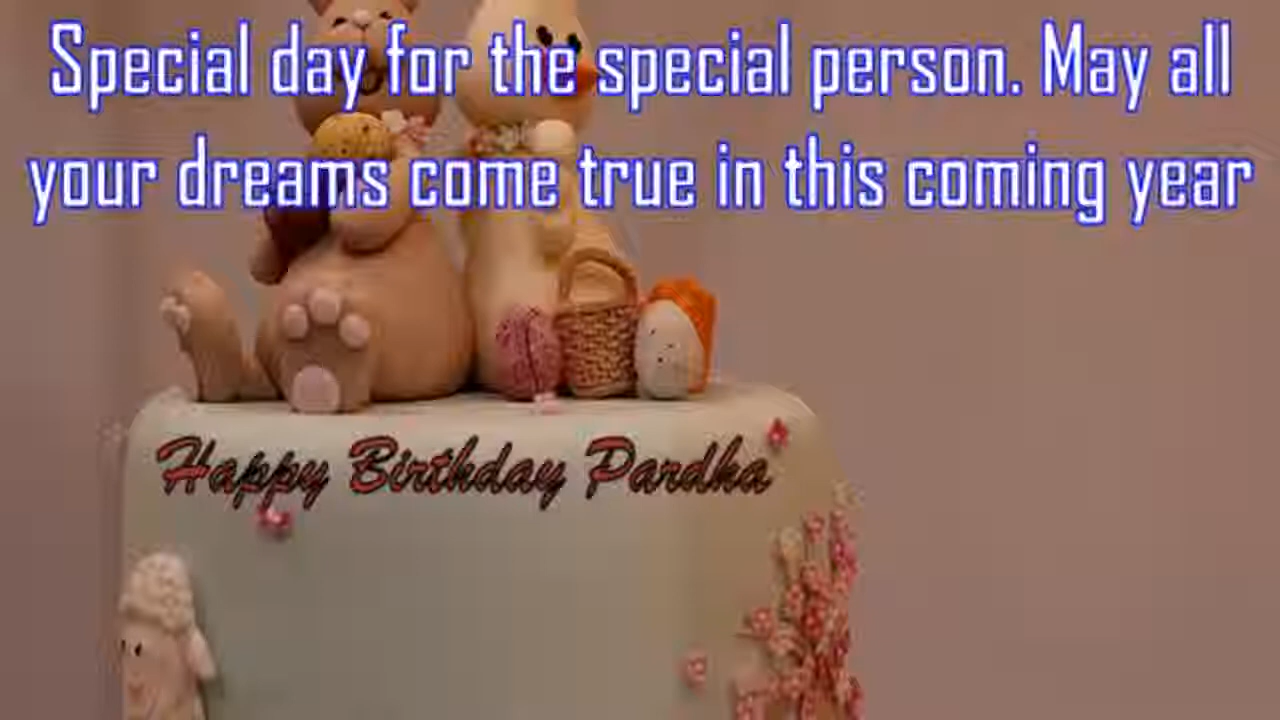 Special day for the special person. May all
your dreams come true in this coming year
Happy Birthday Pardha